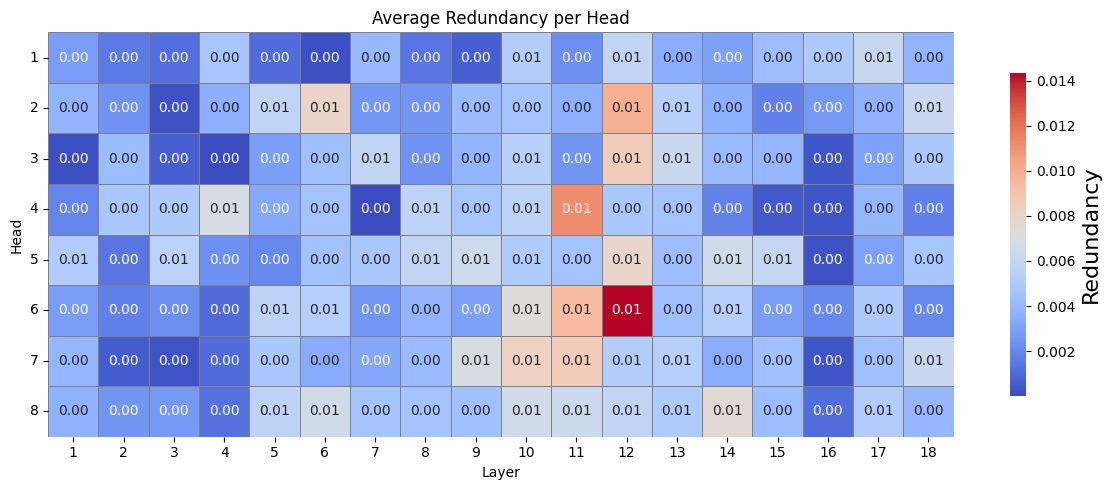 Average Redundancy per Head
1 0.00 0.00 0.00 0.00 0.00 0.00 0.00 0.00 0.00 0.01 0.00 0.01 0.00 0.00 0.00 0.00 0.01 0.00
2 0.00 0.00 0.00 0.00 0.01 0.01 0.00 0.00 0.00 0.00 0.00 0.01 0.01 0.00 0.00 0.00 0.00 0.01
3 0.00 0.00 0.00 0.00 0.00 0.00 0.01 0.00 0.00 0.01 0.00 0.01 0.01 0.00 0.00 0.00 0.00 0.00
4 0.00 0.00 0.00 0.01 0.00 0.00 0.00 0.01 0.00 0.01 0.01 0.00 0.00 0.00 0.00 0.00 0.00 0.00
5 0.01 0.00 0.01 0.00 0.00 0.00 0.00 0.01 0.01 0.01 0.00 0.01 0.00 0.01 0.01 0.00 0.00 0.00
6 0.00 0.00 0.00 0.00 0.01 0.01 0.00 0.00 0.00 0.01 0.01 0.01 0.00 0.01 0.00 0.00 0.00 0.00
7 0.00 0.00 0.00 0.00 0.00 0.00 0.00 0.00 0.01 0.01 0.01 0.01 0.01 0.00 0.00 0.00 0.00 0.01
8 0.00 0.00 0.00 0.00 0.01 0.01 0.00 0.00 0.00 0.01 0.01 0.01 0.01 0.01 0.00 0.00 0.01 0.00
1 2 3 4 5 6 7 8 9 10 11 12 13 14 15 16 17 18
Layer
Head
0.014
0.012
0.010
0.008
0.006
0.004
0.002
Redundancy